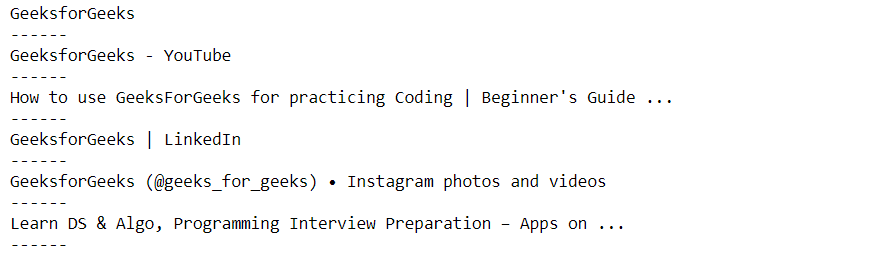 GeeksforGeeks
------
GeeksforGeeks - YouTube
------
How to use GeeksForGeeks for practicing Coding | Beginner's Guide ...
------
GeeksforGeeks | LinkedIn
------
GeeksforGeeks (@geeks_for_geeks) • Instagram photos and videos
------
Learn DS & Algo, Programming Interview Preparation – Apps on ...
------